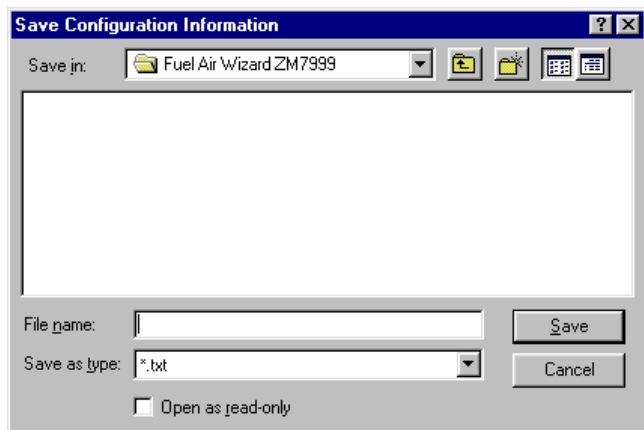 Save Configuration Information
Save in: Fuel Air Wizard ZM7999
File name: Save
Save as type: *.txt Cancel
Open as read-only